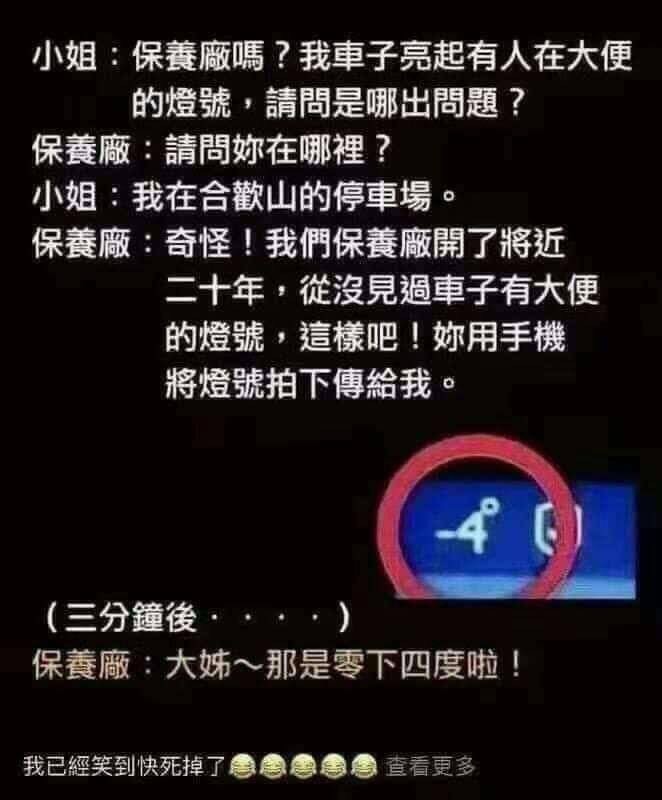 小姐：保養廠嗎？我車子亮起有人在大便
的燈號，請問是哪出問題？
保養廠：請問妳在哪裡？
小姐：我在合歡山的停車場。
保養廠：奇怪！我們保養廠開了將近
二十年，從沒見過車子有大便
的燈號，這樣吧！妳用手機
將燈號拍下傳給我。
-4°
（三分鐘後‧‧‧‧）
保養廠：大姊～那是零下四度啦！
我已經笑到快死掉了😂😂😂😂😂 查看更多